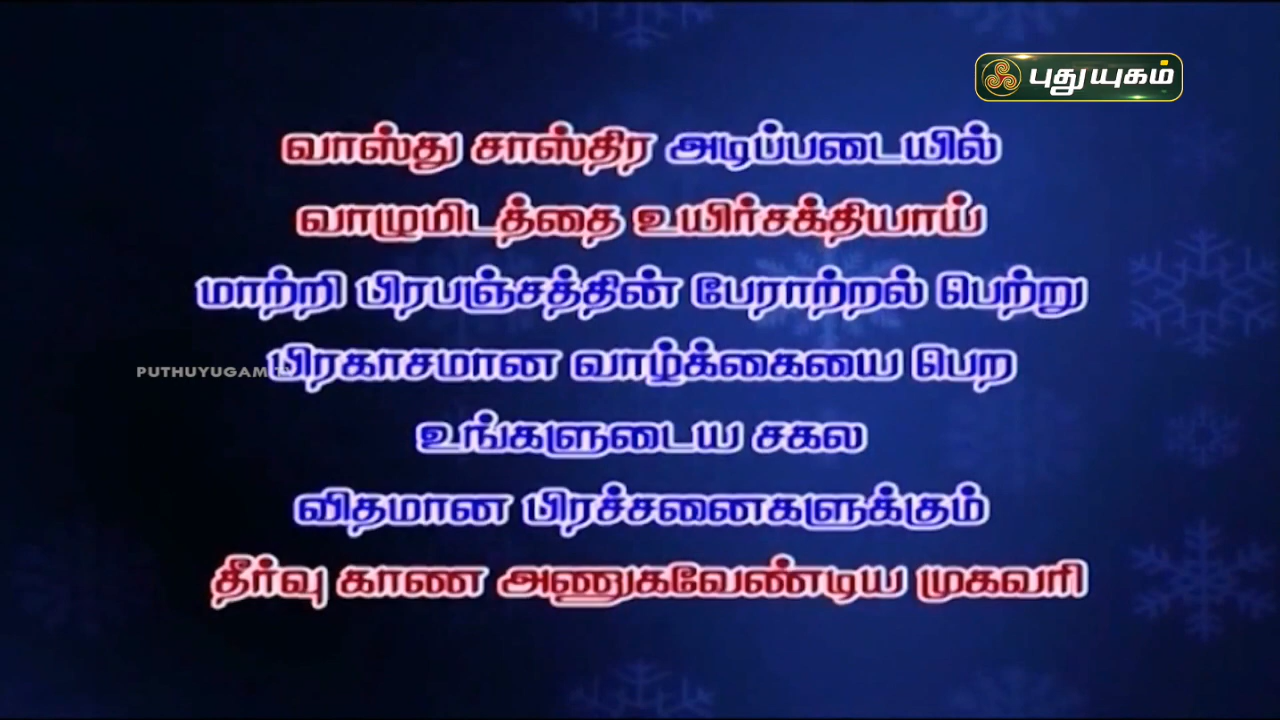 புதுயுகம்
வாஸ்து சாஸ்திர அடிப்படையில்
வாழுமிடத்தை உயிர்சக்தியாய்
மாற்றி பிரபஞ்சத்தின் பேராற்றல் பெற்று
PUTHUYUGAM TV
பிரகாசமான வாழ்க்கையை பெற
உங்களுடைய சகல
விதமான பிரச்சனைகளுக்கும்
தீர்வு காண அணுகவேண்டிய முகவரி